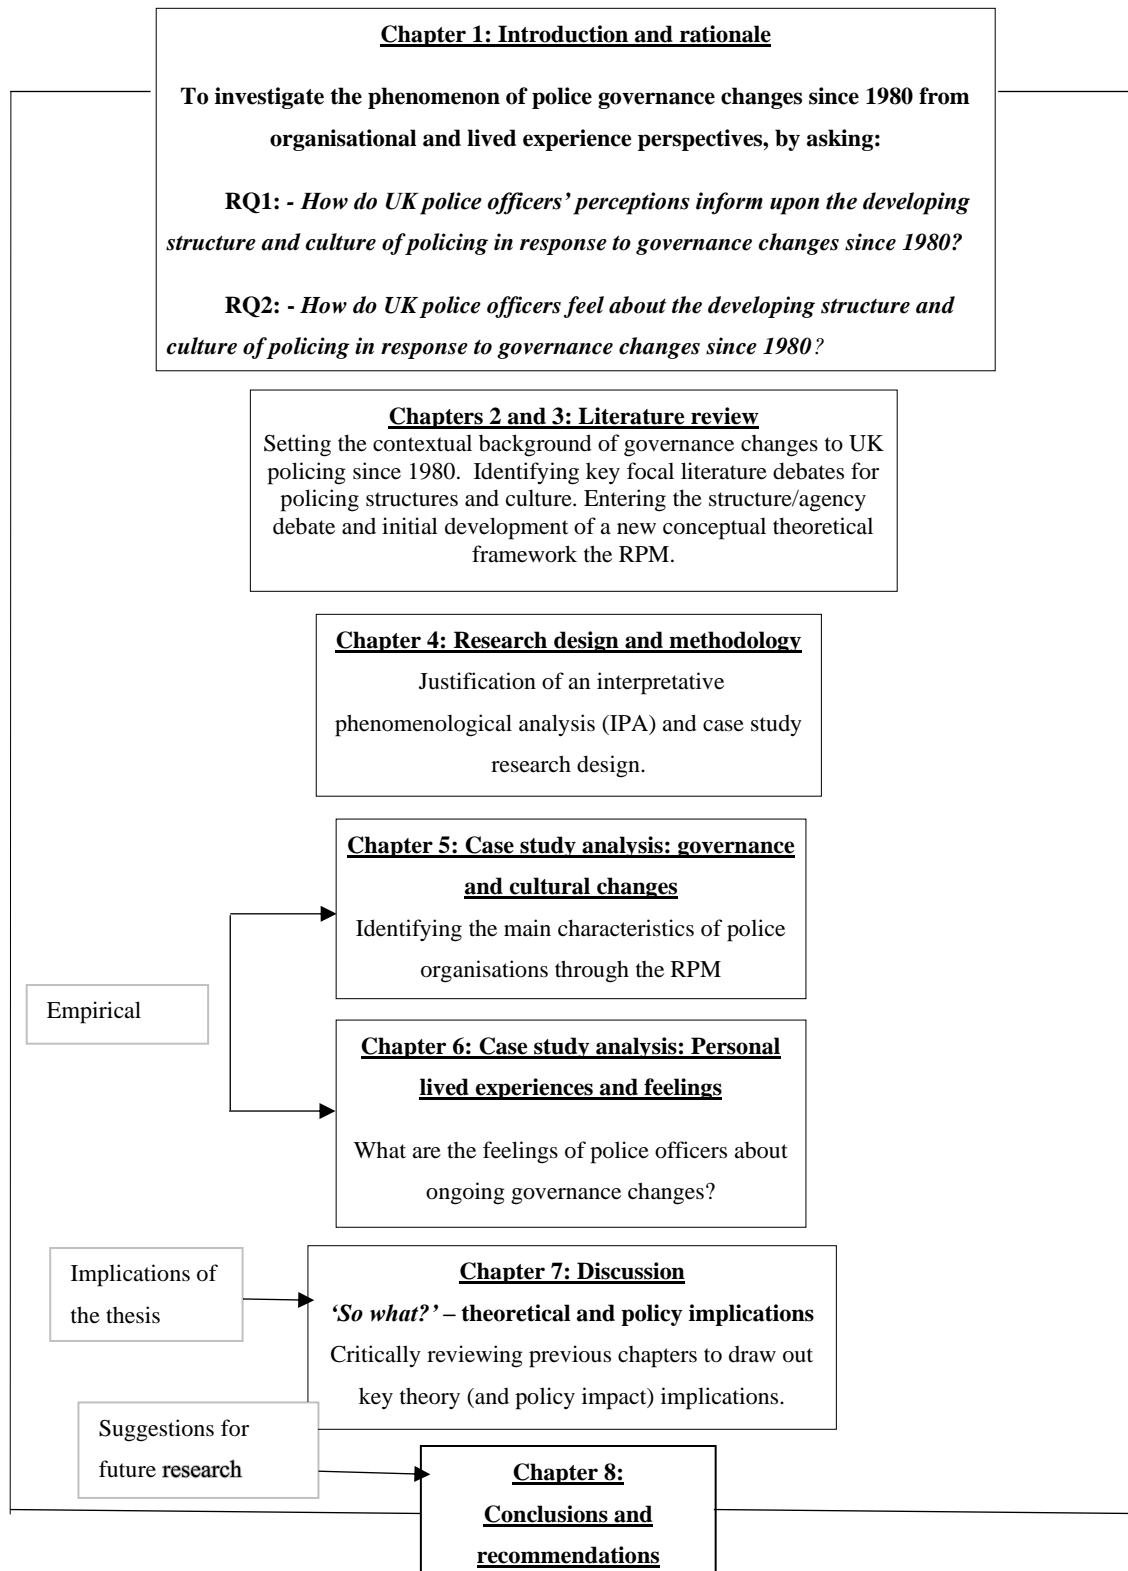 Chapter 1: Introduction and rationale
To investigate the phenomenon of police governance changes since 1980 from
organisational and lived experience perspectives, by asking:
RQ1: - How do UK police officers’ perceptions inform upon the developing
structure and culture of policing in response to governance changes since 1980?
RQ2: - How do UK police officers feel about the developing structure and
culture of policing in response to governance changes since 1980?
Chapters 2 and 3: Literature review
Setting the contextual background of governance changes to UK
policing since 1980.  Identifying key focal literature debates for
policing structures and culture. Entering the structure/agency
debate and initial development of a new conceptual theoretical
framework the RPM.
Chapter 4: Research design and methodology
Justification of an interpretative
phenomenological analysis (IPA) and case study
research design.
Chapter 5: Case study analysis: governance
and cultural changes
Identifying the main characteristics of police
organisations through the RPM
Empirical
Chapter 6: Case study analysis: Personal
lived experiences and feelings
What are the feelings of police officers about
ongoing governance changes?
Implications of
the thesis
Chapter 7: Discussion
‘So what?’ – theoretical and policy implications
Critically reviewing previous chapters to draw out
key theory (and policy impact) implications.
Suggestions for
future research
Chapter 8:
Conclusions and
recommendations